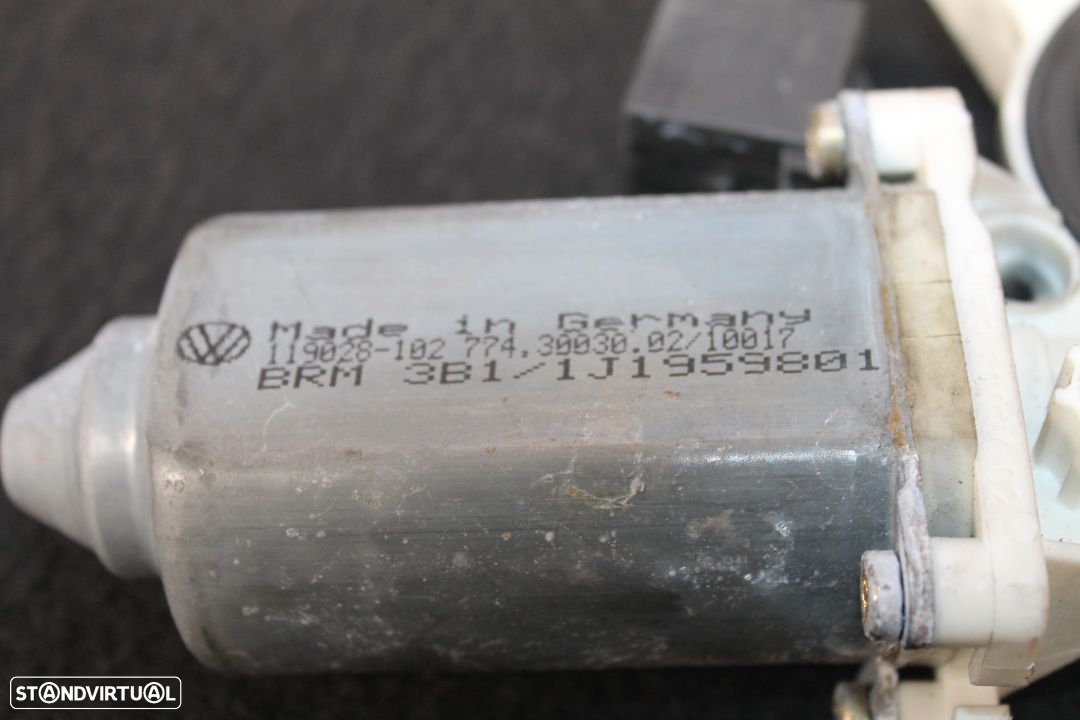 Made in Germany
119028-102 774,30030,02/10017
BRM 3B1/1J1959801
STANDVIRTUAL